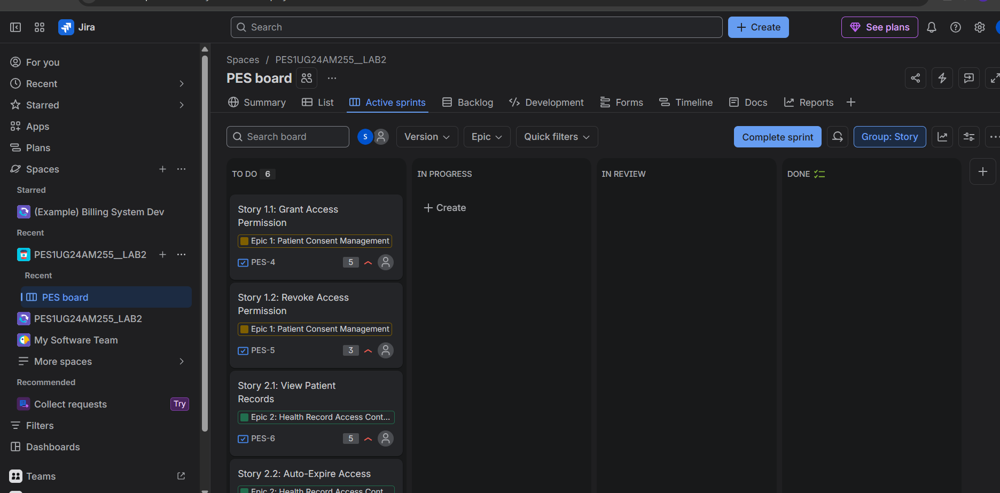 Jira
Search
Create
See plans
For you
Recent
Starred
Apps
Plans
Spaces
Starred
(Example) Billing System Dev
Recent
PES1UG24AM255__LAB2
Recent
PES board
PES1UG24AM255_LAB2
My Software Team
More spaces
Recommended
Collect requests
Try
Filters
Dashboards
Teams
Spaces / PES1UG24AM255__LAB2
PES board
Summary
List
Active sprints
Backlog
Development
Forms
Timeline
Docs
Reports
Search board
S
Version
Epic
Quick filters
Complete sprint
Group: Story
TO DO 6
Story 1.1: Grant Access
Permission
Epic 1: Patient Consent Management
PES-4
5
Story 1.2: Revoke Access
Permission
Epic 1: Patient Consent Management
PES-5
3
Story 2.1: View Patient
Records
Epic 2: Health Record Access Cont...
PES-6
5
Story 2.2: Auto-Expire Access
Epic 2: Health Record Access Cont...
IN PROGRESS
Create
IN REVIEW
DONE